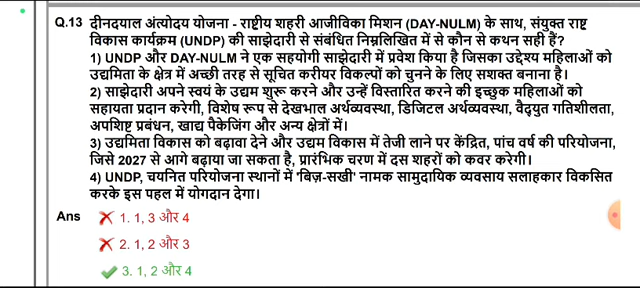 Q.13 दीनदयाल अंत्योदय योजना - राष्ट्रीय शहरी आजीविका मिशन (DAY-NULM) के साथ, संयुक्त राष्ट्र
विकास कार्यक्रम (UNDP) की साझेदारी से संबंधित निम्नलिखित में से कौन से कथन सही हैं?
1) UNDP और DAY-NULM ने एक सहयोगी साझेदारी में प्रवेश किया है जिसका उद्देश्य महिलाओं को
उद्यमिता के क्षेत्र में अच्छी तरह से सूचित करीयर विकल्पों को चुनने के लिए सशक्त बनाना है।
2) साझेदारी अपने स्वयं के उद्यम शुरू करने और उन्हें विस्तारित करने की इच्छुक महिलाओं को
सहायता प्रदान करेगी, विशेष रूप से देखभाल अर्थव्यवस्था, डिजिटल अर्थव्यवस्था, वैद्युत गतिशीलता,
अपशिष्ट प्रबंधन, खाद्य पैकेजिंग और अन्य क्षेत्रों में।
3) उद्यमिता विकास को बढ़ावा देने और उद्यम विकास में तेजी लाने पर केंद्रित, पांच वर्ष की परियोजना,
जिसे 2027 से आगे बढ़ाया जा सकता है, प्रारंभिक चरण में दस शहरों को कवर करेगी।
4) UNDP, चयनित परियोजना स्थानों में 'बिज़-सखी' नामक सामुदायिक व्यवसाय सलाहकार विकसित
करके इस पहल में योगदान देगा।
Ans 1. 1, 3 और 4
2. 1, 2 और 3
3. 1, 2 और 4